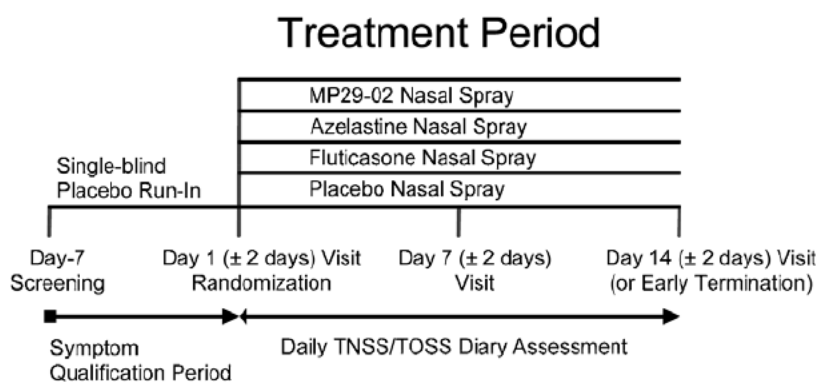 Treatment Period
MP29-02 Nasal Spray
Azelastine Nasal Spray
Fluticasone Nasal Spray
Placebo Nasal Spray
Single-blind
Placebo Run-In
Day-7
Screening
Day 1 (± 2 days) Visit
Randomization
Day 7 (± 2 days)
Visit
Day 14 (± 2 days) Visit
(or Early Termination)
Symptom
Qualification Period
Daily TNSS/TOSS Diary Assessment